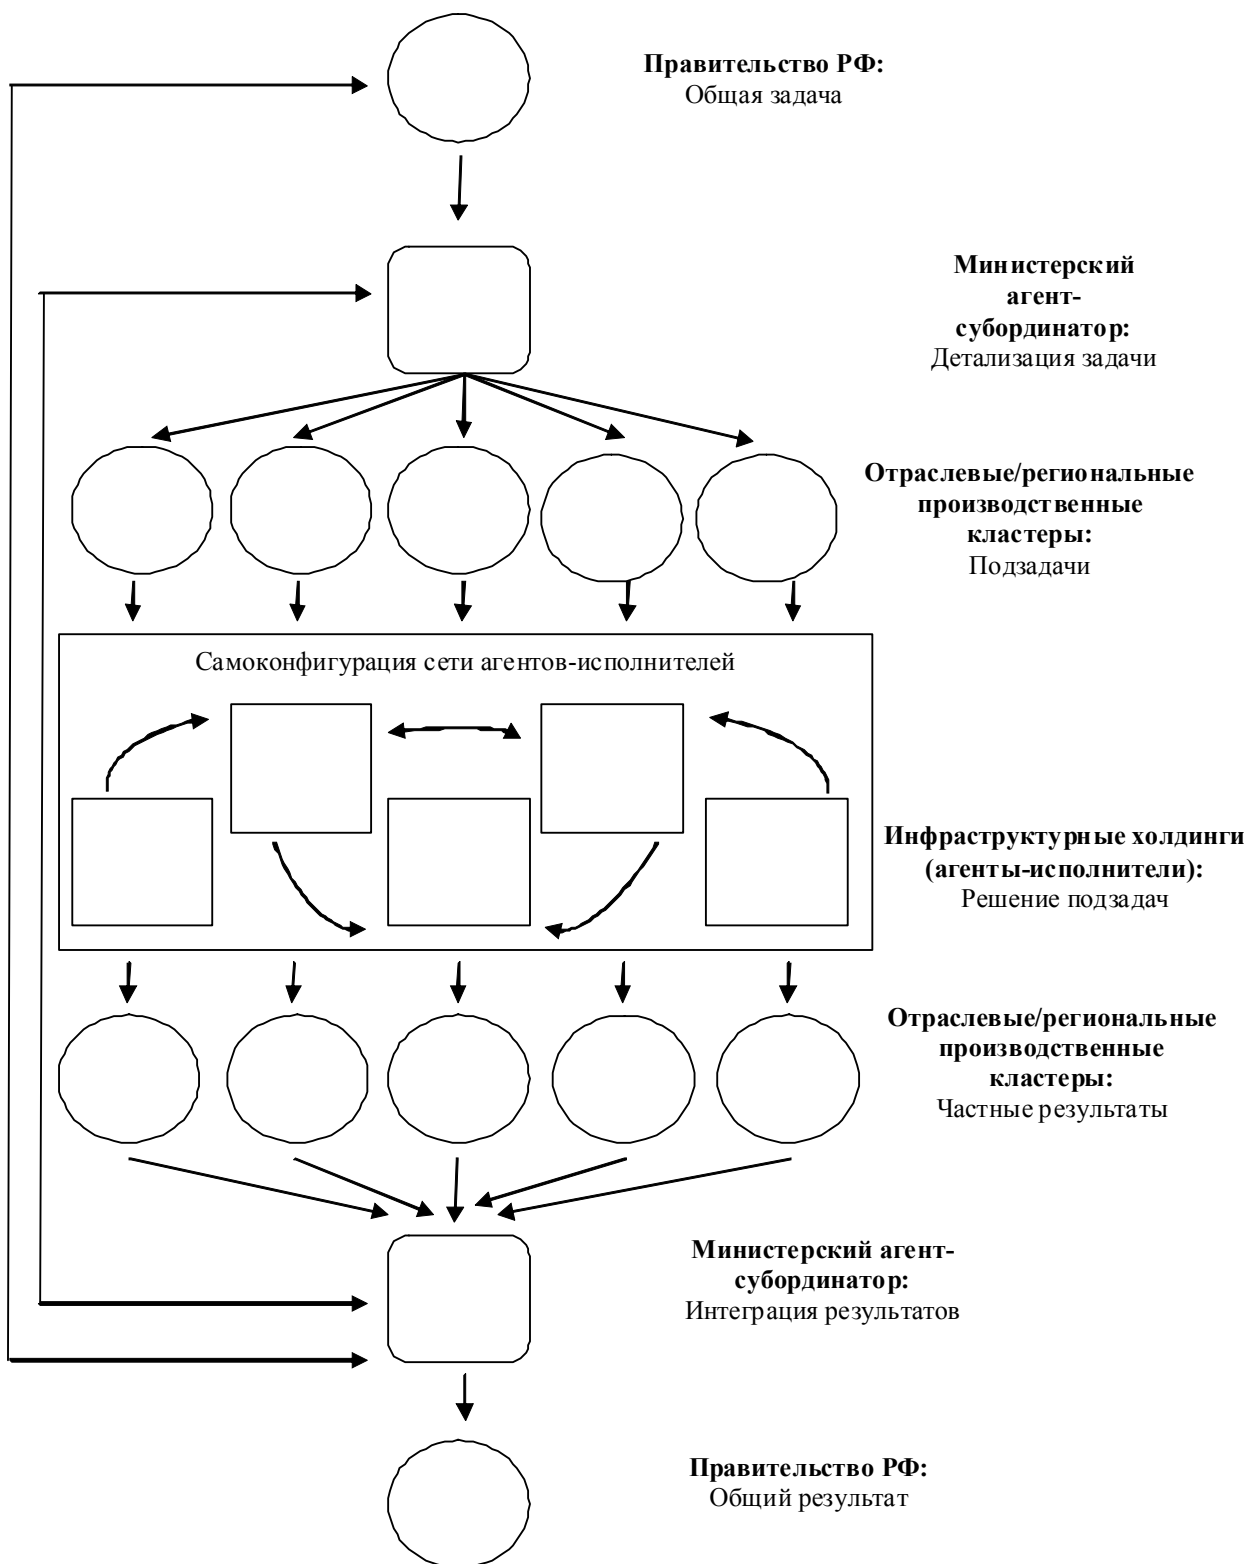 Правительство РФ:
Общая задача
Министерский
агент-
субординатор:
Детализация задачи
Отраслевые/региональные
производственные
кластеры:
Подзадачи
Самоконфигурация сети агентов-исполнителей
Инфраструктурные холдинги
(агенты-исполнители):
Решение подзадач
Отраслевые/региональные
производственные
кластеры:
Частные результаты
Министерский агент-
субординатор:
Интеграция результатов
Правительство РФ:
Общий результат